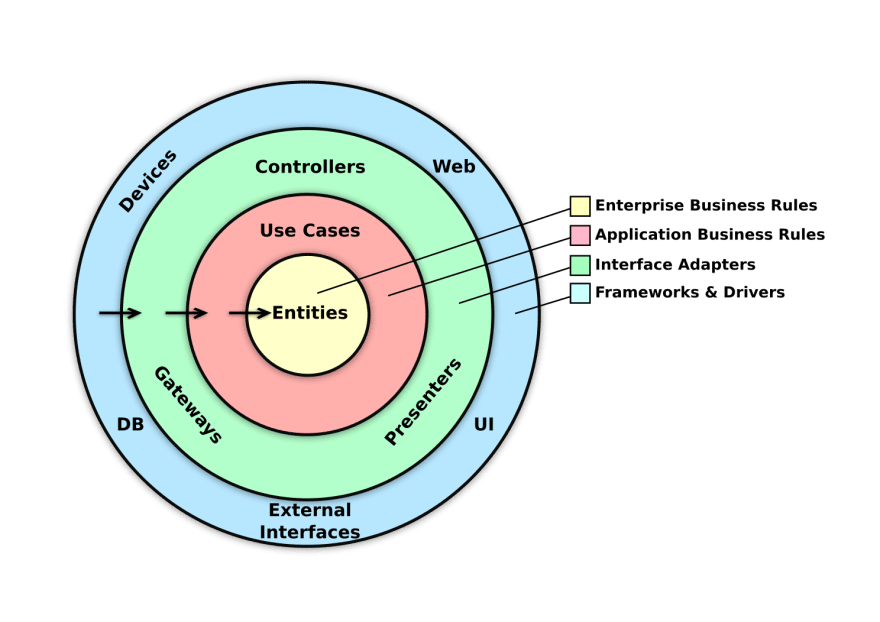 Devices
Controllers
Web
Use Cases
Entities
Gateways
Presenters
DB
UI
External
Interfaces
Enterprise Business Rules
Application Business Rules
Interface Adapters
Frameworks & Drivers